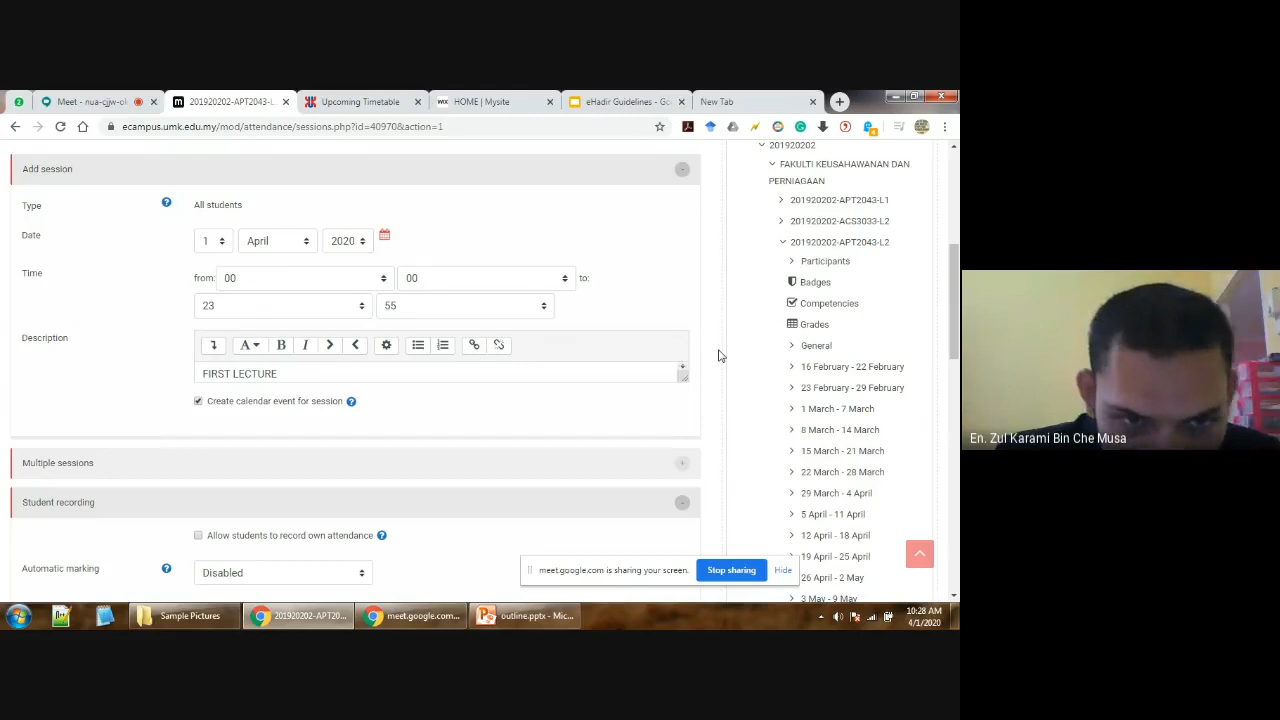 2
Meet - nua-cjjw-ol
20192020
Upcoming Timetable
WIX
HOME | Mysite
eHadir Guidelines - Go
New Tab
ecampus.umk.edu.my/mod/attendance/sessions.php?id=40970&action=1
4
201920202
Add session
FAKULTI KEUSAHAWANAN DAN
PERNIAGAAN
Type
All students
201920202-APT2043-L1
201920202-ACS3033-L2
Date
1
April
2020
201920202-APT2043-L2
Participants
Time
from:
00
00
to:
Badges
23
55
Competencies
Grades
Description
General
16 February - 22 February
FIRST LECTURE
23 February - 29 February
Create calendar event for session
1 March - 7 March
8 March - 14 March
En. Zul Karami Bin Che Musa
15 March - 21 March
Multiple sessions
22 March - 28 March
29 March - 4 April
Student recording
5 April - 11 April
Allow students to record own attendance
12 April - 18 April
19 April - 25 April
Automatic marking
Disabled
meet.google.com is sharing your screen.
Stop sharing
Hide
26 April - 2 May
3 May - 9 May
Sample Pictures
201920202-APT20...
meet.google.com...
outline.pptx - Mic...
10:28 AM
4/1/2020